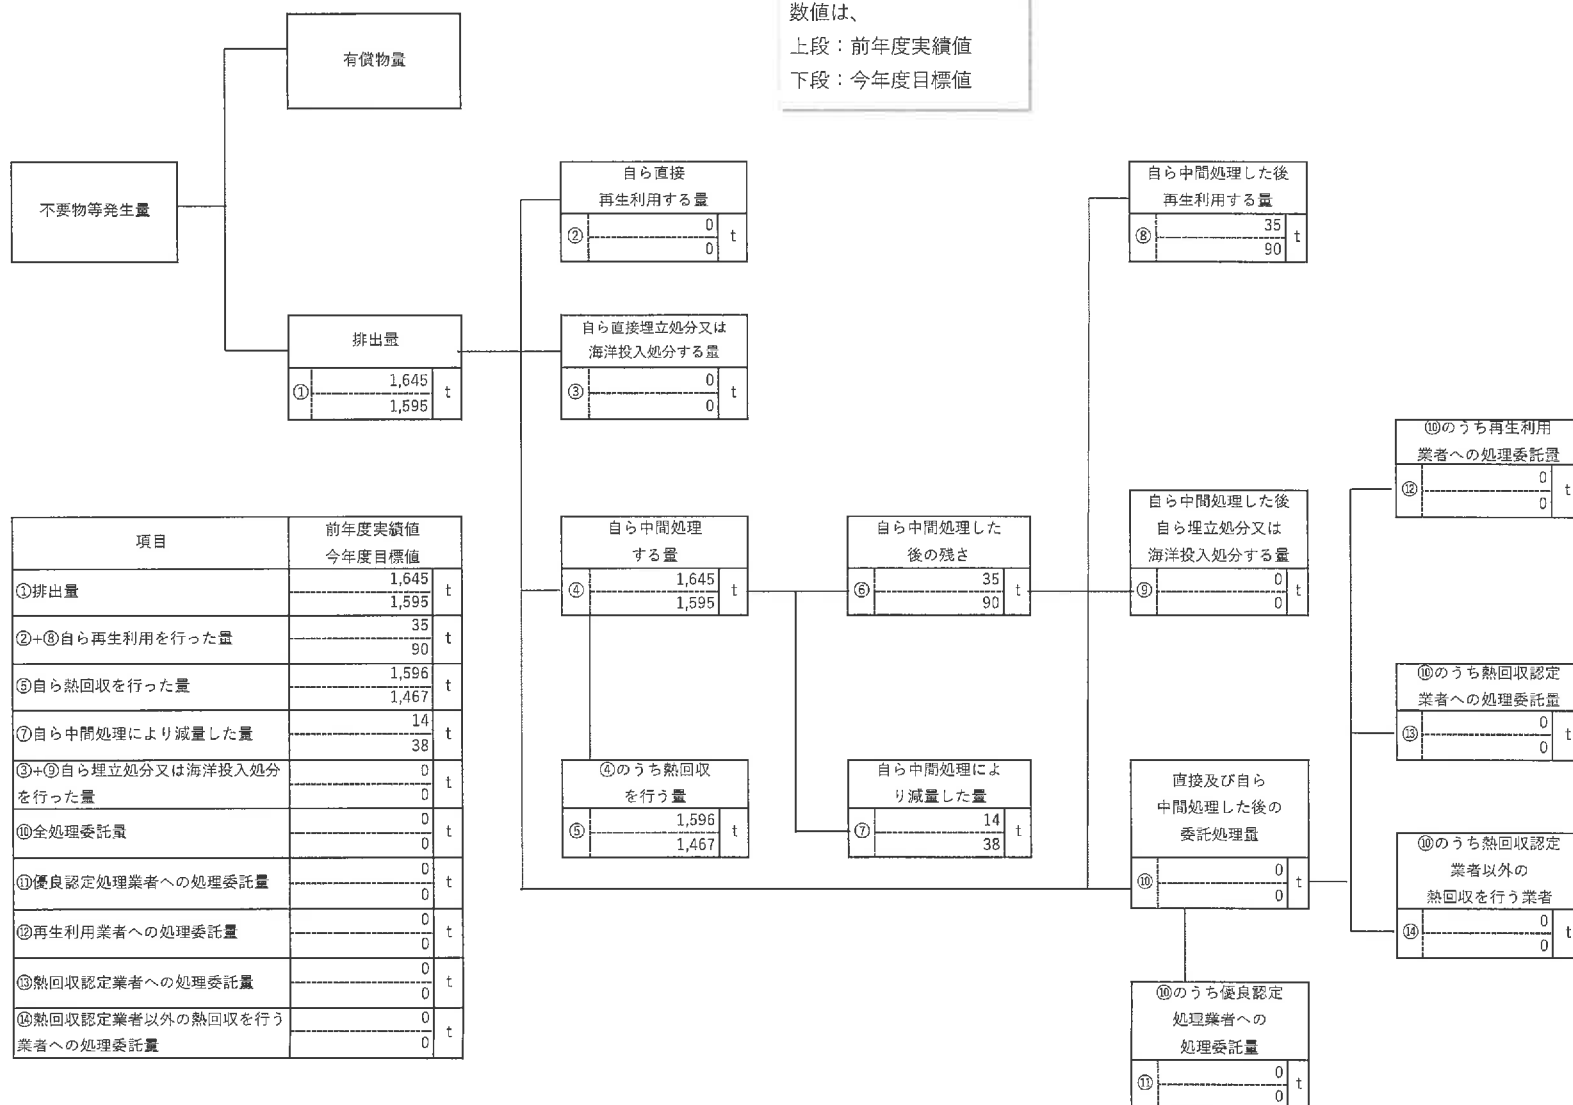 数値は、
上段：前年度実績値
下段：今年度目標値
有償物量
不要物等発生量
自ら直接
再生利用する量
②
0
0
t
自ら中間処理した後
再生利用する量
⑧
35
90
t
排出量
①
1,645
1,595
t
自ら直接埋立処分又は
海洋投入処分する量
③
0
0
t
⑩のうち再生利用
業者への処理委託量
⑫
0
0
t
自ら中間処理
する量
④
1,645
1,595
t
自ら中間処理した
後の残さ
⑥
35
90
t
自ら中間処理した後
自ら埋立処分又は
海洋投入処分する量
⑨
0
0
t
⑩のうち熱回収認定
業者への処理委託量
⑬
0
0
t
④のうち熱回収
を行う量
⑤
1,596
1,467
t
自ら中間処理によ
り減量した量
⑦
14
38
t
直接及び自ら
中間処理した後の
委託処理量
⑩
0
0
t
⑩のうち熱回収認定
業者以外の
熱回収を行う業者
⑭
0
0
t
⑩のうち優良認定
処理業者への
処理委託量
⑪
0
0
t
項目
前年度実績値
今年度目標値
①排出量
1,645
1,595
t
②+⑧自ら再生利用を行った量
35
90
t
⑤自ら熱回収を行った量
1,596
1,467
t
⑦自ら中間処理により減量した量
14
38
t
③+⑨自ら埋立処分又は海洋投入処分
を行った量
0
0
t
⑩全処理委託量
0
0
t
⑪優良認定処理業者への処理委託量
0
0
t
⑫再生利用業者への処理委託量
0
0
t
⑬熱回収認定業者への処理委託量
0
0
t
⑭熱回収認定業者以外の熱回収を行う
業者への処理委託量
0
0
t